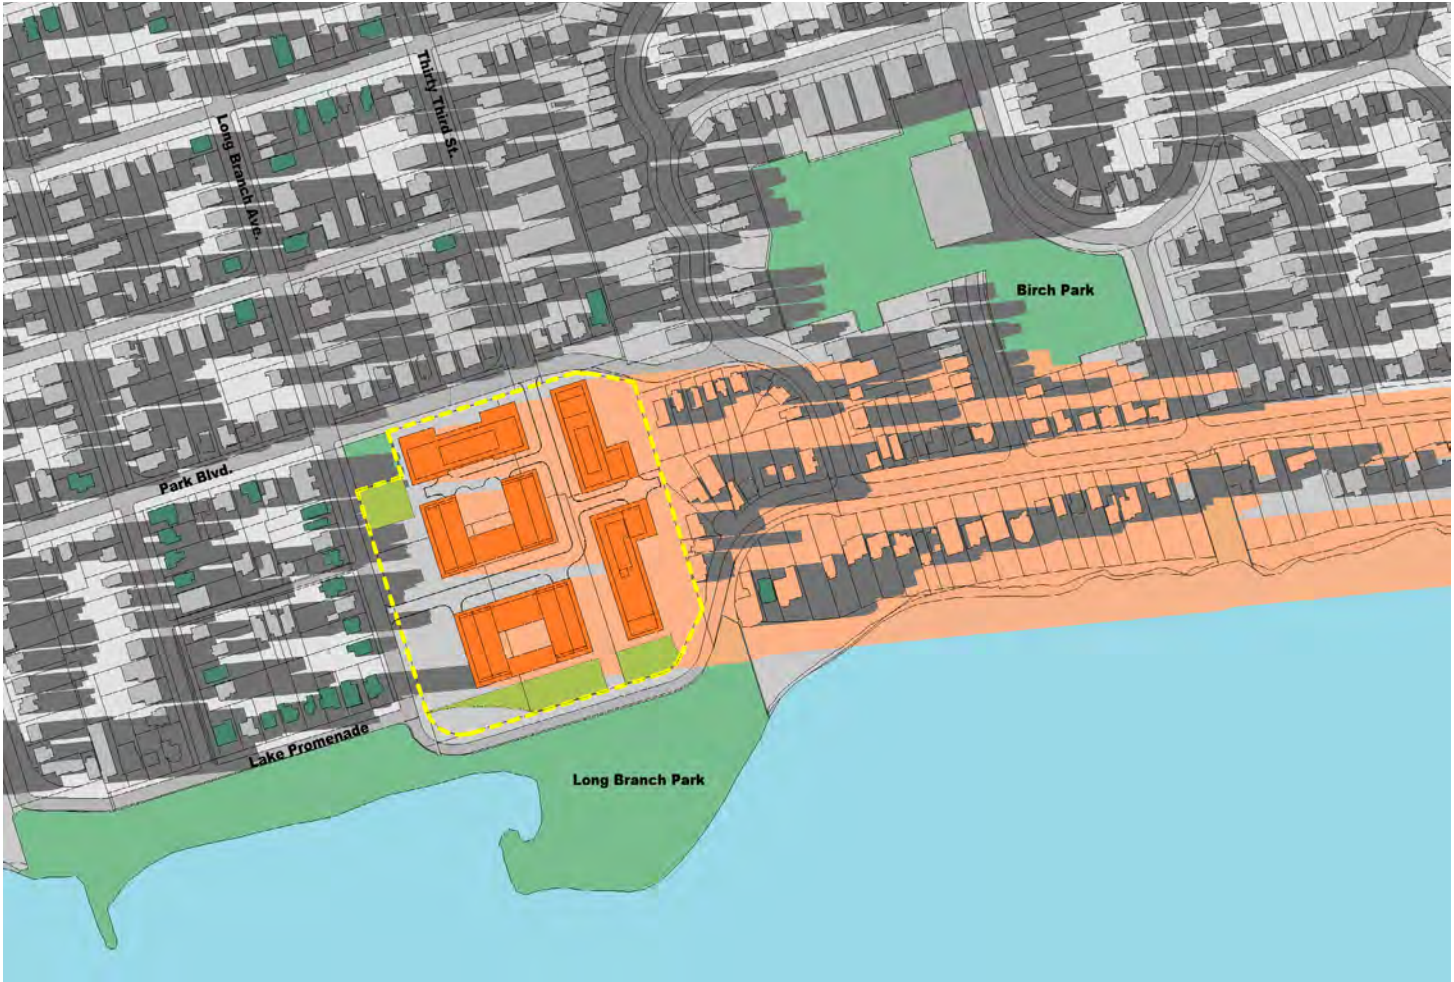 Thirty Third St.
Long Branch Ave.
Birch Park
Park Blvd.
Lake Promenade
Long Branch Park